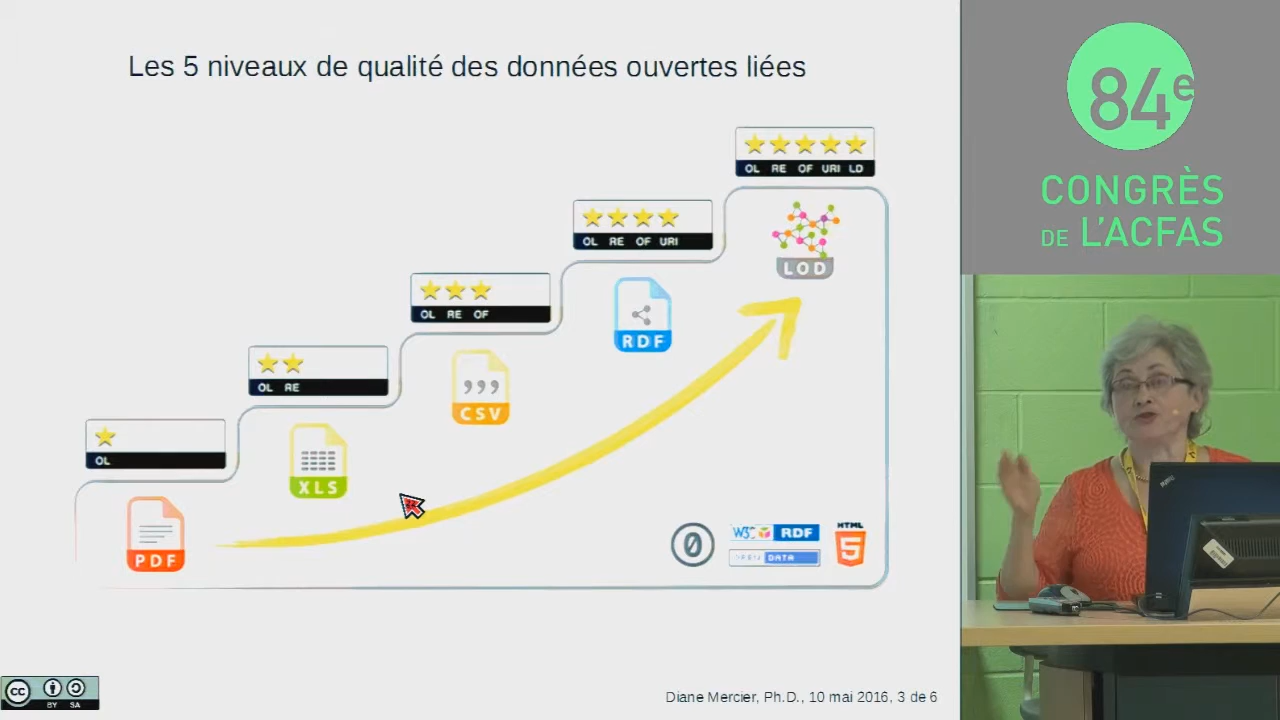 Les 5 niveaux de qualité des données ouvertes liées
OL RE OF URI LD
OL RE OF URI
LOD
OL RE OF
RDF
OL RE
CSV
OL
XLS
PDF
0
W3C RDF
DATA
HTML
5
CC BY SA
Diane Mercier, Ph.D., 10 mai 2016, 3 de 6
84e
CONGRÈS
DE L'ACFAS